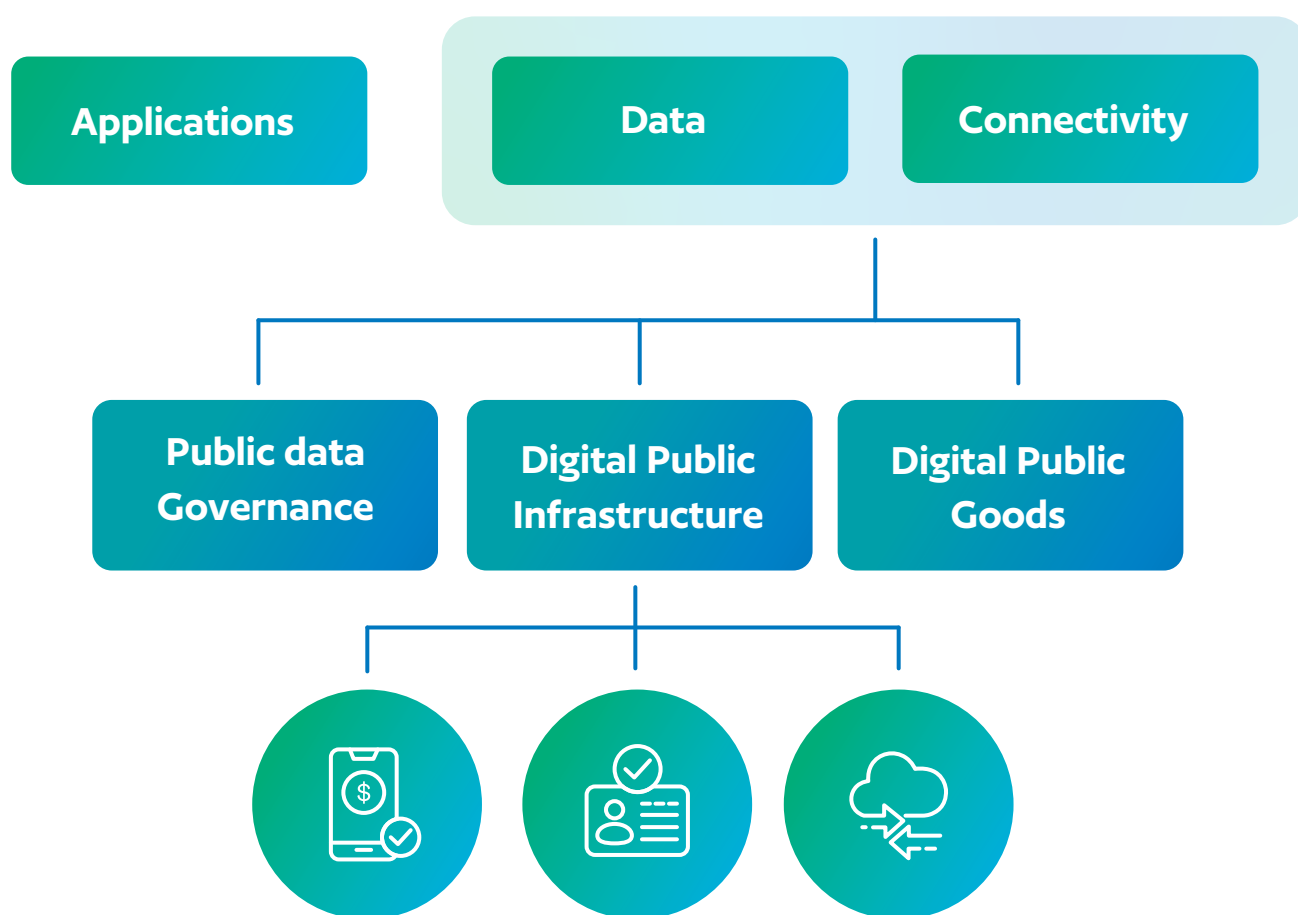 Applications
Data
Connectivity
Public data
Governance
Digital Public
Infrastructure
Digital Public
Goods
$